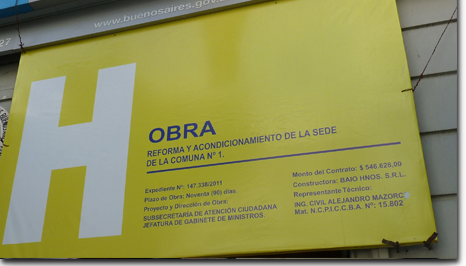 www.buenosaires.gov.
27
H
OBRA
REFORMA Y ACONDICIONAMIENTO DE LA SEDE
DE LA COMUNA Nº 1.
Expediente Nº: 147.338/2011
Plazo de Obra: Noventa (90) días
Proyecto y Dirección de Obra:
SUBSECRETARÍA DE ATENCIÓN CIUDADANA
JEFATURA DE GABINETE DE MINISTROS.
Monto del Contrato: $ 546.628,00
Constructora: BAIO HNOS. S.R.L.
Representante Técnico:
ING. CIVIL ALEJANDRO MAZORC
Mat. N.C.P.I.C.C.B.A. Nº: 15.802